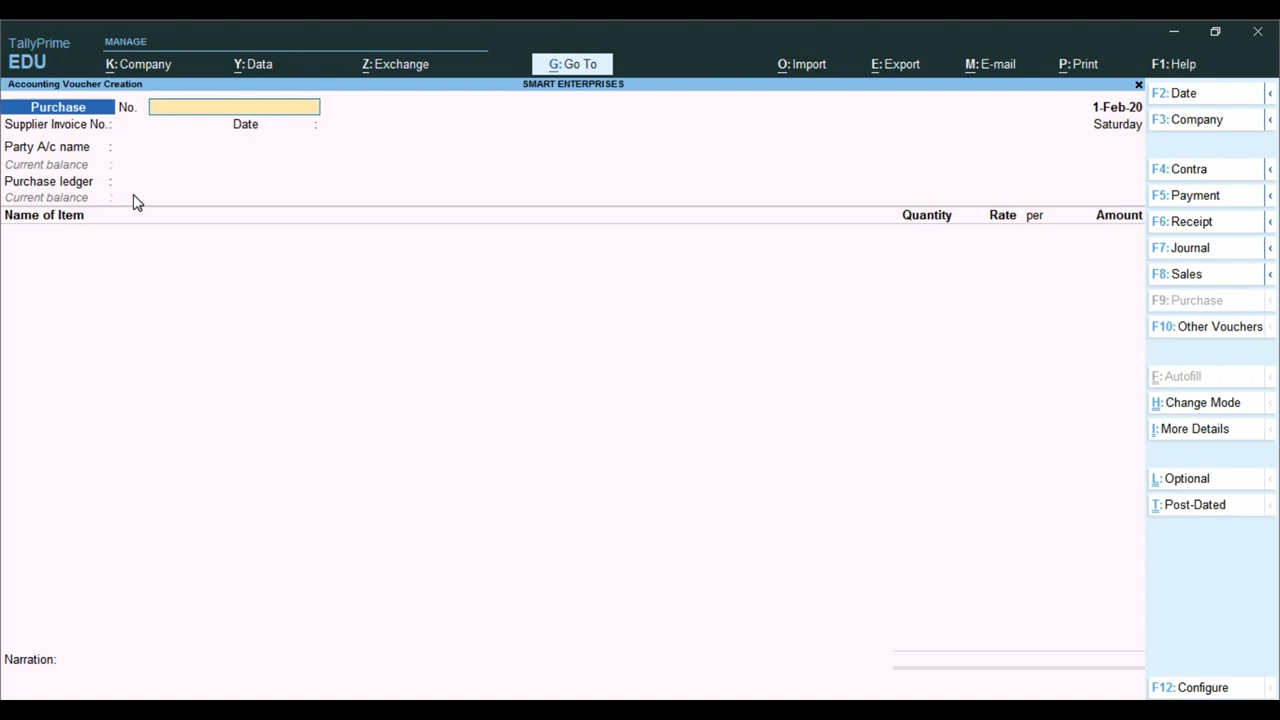 TallyPrime
EDU
MANAGE
K: Company Y: Data Z: Exchange G: Go To O: Import E: Export M: E-mail P: Print F1: Help
Accounting Voucher Creation SMART ENTERPRISES ×
Purchase No. 1-Feb-20
Supplier Invoice No.: Date : Saturday
Party A/c name :
Current balance :
Purchase ledger :
Current balance :
Name of Item Quantity Rate per Amount
Narration:
F2: Date
F3: Company
F4: Contra
F5: Payment
F6: Receipt
F7: Journal
F8: Sales
F9: Purchase
F10: Other Vouchers
F: Autofill
H: Change Mode
I: More Details
L: Optional
T: Post-Dated
F12: Configure